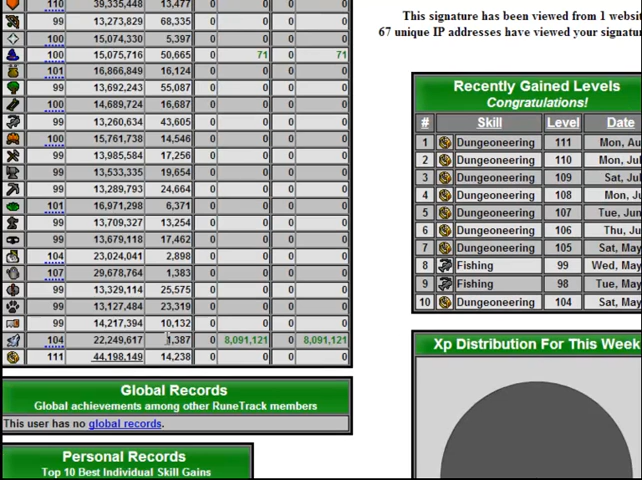 110 39,335,448 13,477 0 0 0 0
99 13,273,829 68,335 0 0 0 0
100 15,074,330 5,397 0 0 0 0
100 15,075,716 50,665 0 71 0 71
101 16,866,849 16,124 0 0 0 0
99 13,692,243 55,087 0 0 0 0
100 14,689,724 16,687 0 0 0 0
99 13,260,634 43,605 0 0 0 0
100 15,761,738 14,546 0 0 0 0
99 13,985,584 17,256 0 0 0 0
99 13,533,335 19,654 0 0 0 0
99 13,289,793 24,664 0 0 0 0
101 16,971,298 6,371 0 0 0 0
99 13,709,327 13,254 0 0 0 0
99 13,679,118 17,462 0 0 0 0
104 23,024,041 2,898 0 0 0 0
107 29,678,764 1,383 0 0 0 0
99 13,329,114 25,575 0 0 0 0
99 13,127,484 23,319 0 0 0 0
99 14,217,394 10,132 0 0 0 0
104 22,249,617 1,387 0 8,091,121 0 8,091,121
111 44,198,149 14,238 0 0 0 0
Global Records
Global achievements among other RuneTrack members
This user has no global records.
Personal Records
Top 10 Best Individual Skill Gains
This signature has been viewed from 1 websi
67 unique IP addresses have viewed your signatu
Recently Gained Levels
Congratulations!
# Skill Level Date
1 Dungeoneering 111 Mon, Au
2 Dungeoneering 110 Mon, Jul
3 Dungeoneering 109 Sat, Jul
4 Dungeoneering 108 Mon, Ju
5 Dungeoneering 107 Tue, Jun
6 Dungeoneering 106 Thu, Ju
7 Dungeoneering 105 Sat, May
8 Fishing 99 Wed, May
9 Fishing 98 Tue, May
10 Dungeoneering 104 Sat, May
Xp Distribution For This Week